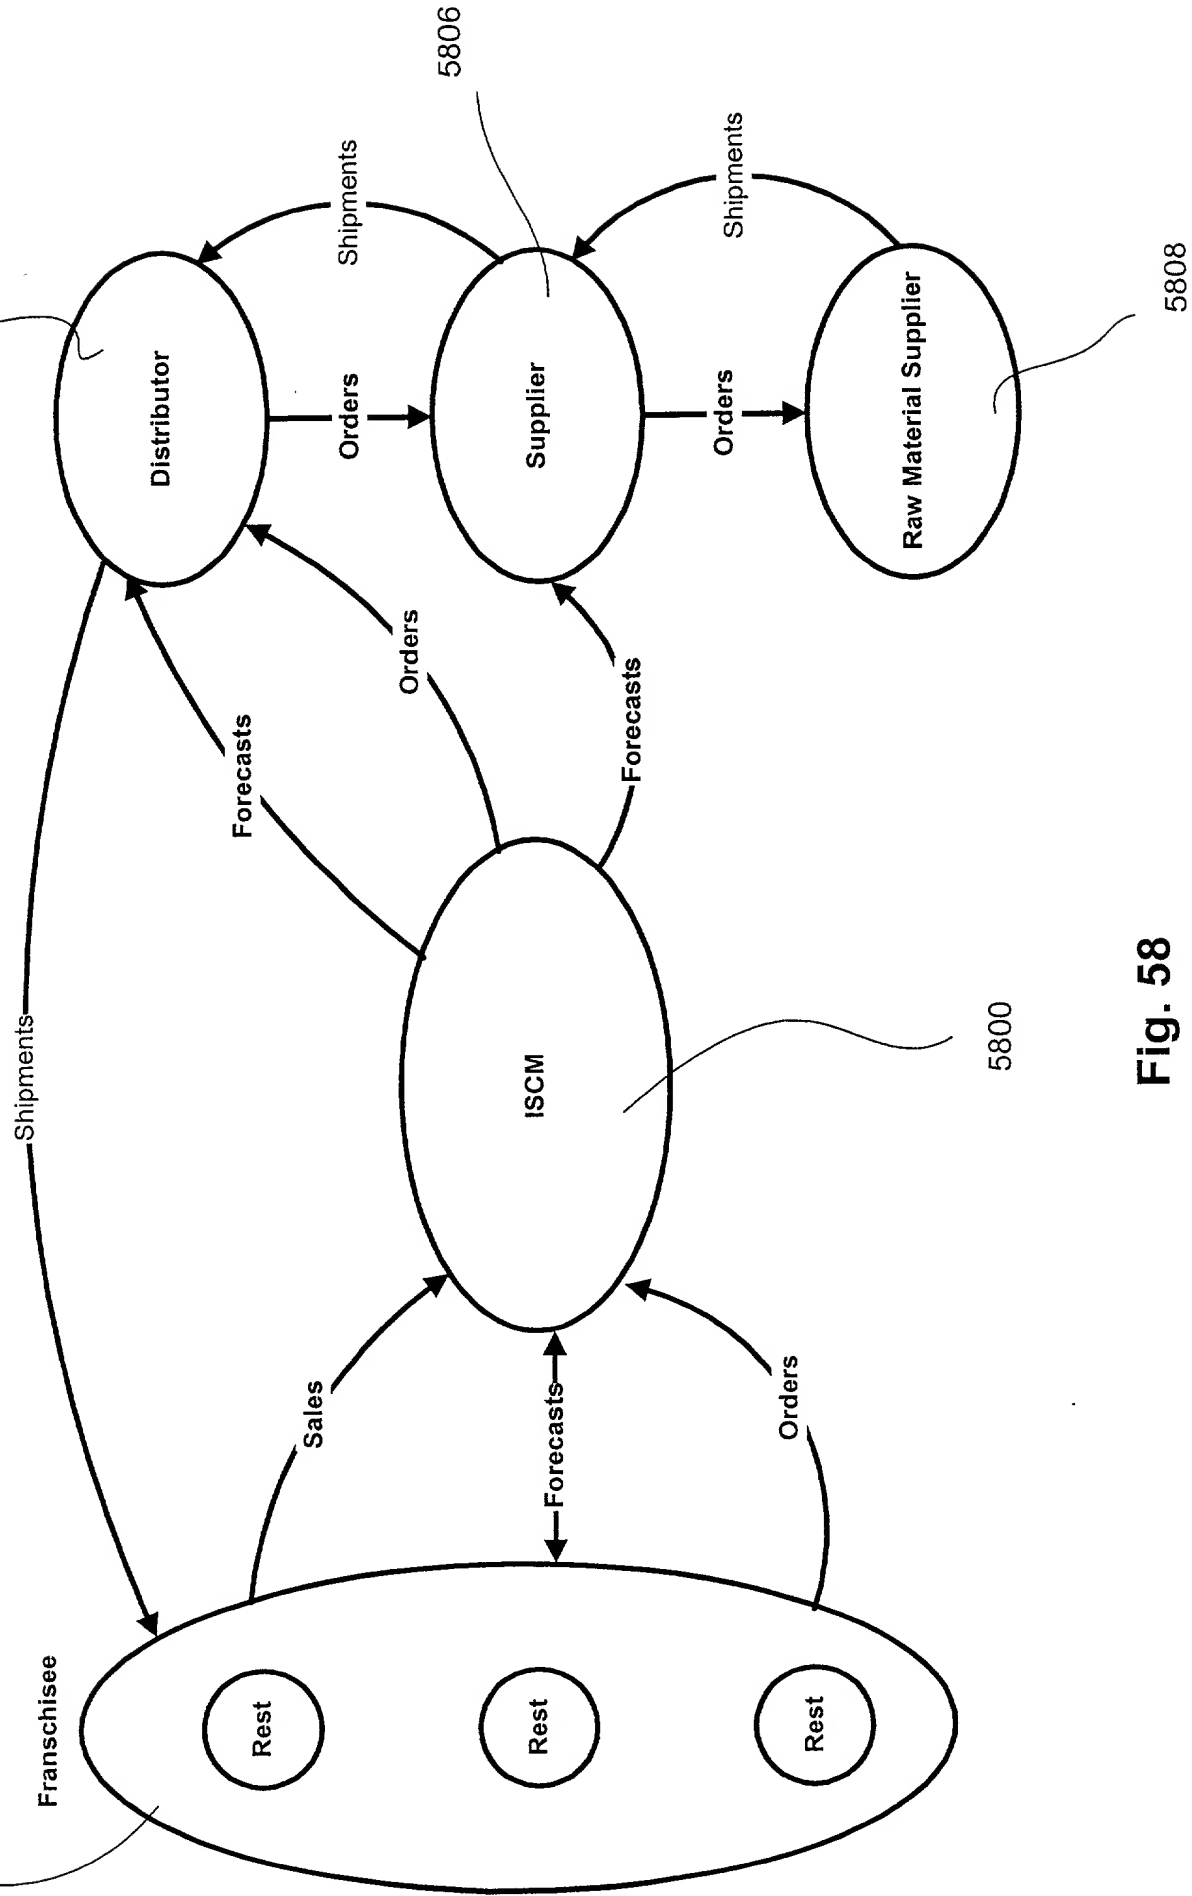 Franschisee
Rest
Rest
Rest
Shipments
Sales
Forecasts
Orders
ISCM
5800
Forecasts
Orders
Forecasts
Distributor
Orders
Shipments
Supplier
5806
Orders
Shipments
Raw Material Supplier
5808
Fig. 58